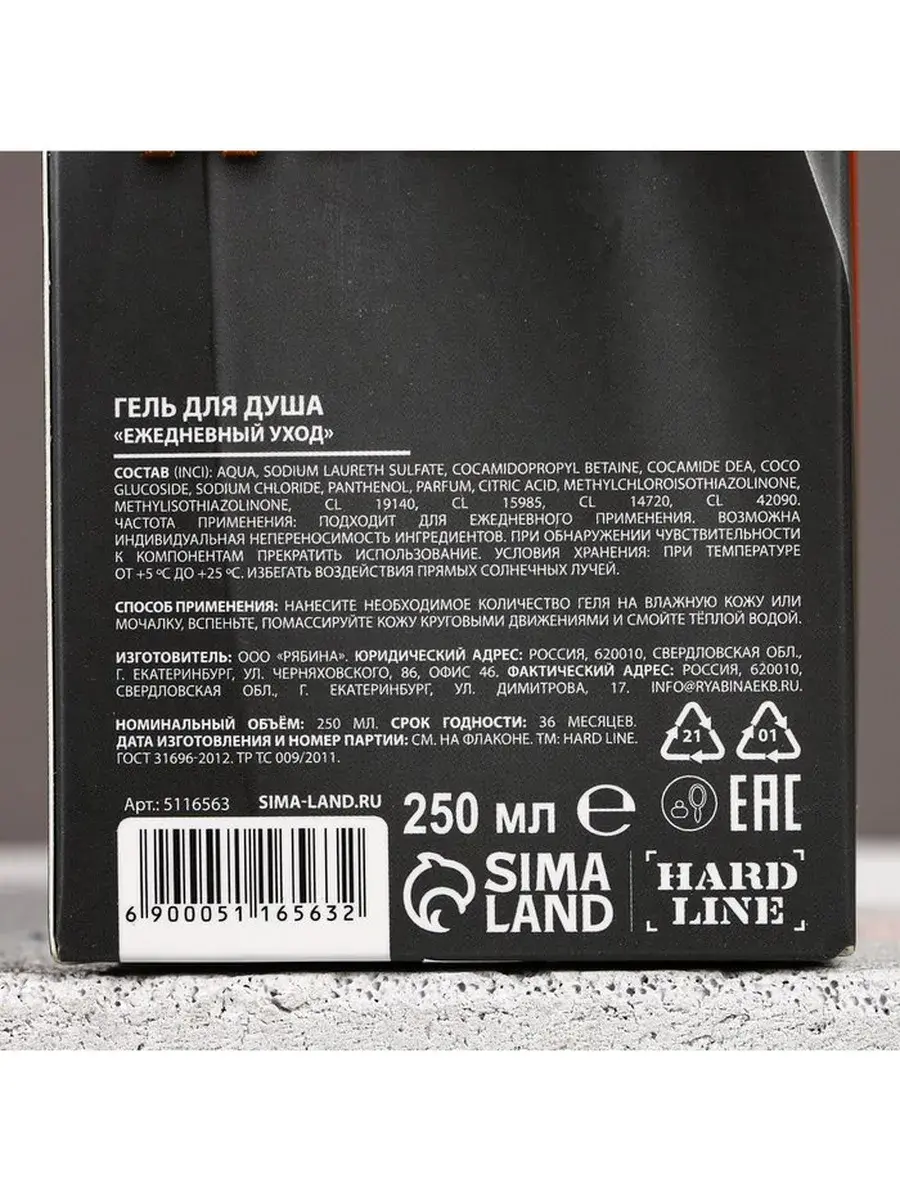 ГЕЛЬ ДЛЯ ДУША
«ЕЖЕДНЕВНЫЙ УХОД»
СОСТАВ (INCI): AQUA, SODIUM LAURETH SULFATE, COCAMIDOPROPYL BETAINE, COCAMIDE DEA, COCO
GLUCOSIDE, SODIUM CHLORIDE, PANTHENOL, PARFUM, CITRIC ACID, METHYLCHLOROISOTHIAZOLINONE,
METHYLISOTHIAZOLINONE, CL 19140, CL 15985, CL 14720, CL 42090.
ЧАСТОТА ПРИМЕНЕНИЯ: ПОДХОДИТ ДЛЯ ЕЖЕДНЕВНОГО ПРИМЕНЕНИЯ. ВОЗМОЖНА
ИНДИВИДУАЛЬНАЯ НЕПЕРЕНОСИМОСТЬ ИНГРЕДИЕНТОВ. ПРИ ОБНАРУЖЕНИИ ЧУВСТВИТЕЛЬНОСТИ
К КОМПОНЕНТАМ ПРЕКРАТИТЬ ИСПОЛЬЗОВАНИЕ. УСЛОВИЯ ХРАНЕНИЯ: ПРИ ТЕМПЕРАТУРЕ
ОТ +5 ºС ДО +25 ºС. ИЗБЕГАТЬ ВОЗДЕЙСТВИЯ ПРЯМЫХ СОЛНЕЧНЫХ ЛУЧЕЙ.
СПОСОБ ПРИМЕНЕНИЯ: НАНЕСИТЕ НЕОБХОДИМОЕ КОЛИЧЕСТВО ГЕЛЯ НА ВЛАЖНУЮ КОЖУ ИЛИ
МОЧАЛКУ, ВСПЕНЬТЕ, ПОМАССИРУЙТЕ КОЖУ КРУГОВЫМИ ДВИЖЕНИЯМИ И СМОЙТЕ ТЁПЛОЙ ВОДОЙ.
ИЗГОТОВИТЕЛЬ: ООО «РЯБИНА». ЮРИДИЧЕСКИЙ АДРЕС: РОССИЯ, 620010, СВЕРДЛОВСКАЯ ОБЛ.,
Г. ЕКАТЕРИНБУРГ, УЛ. ЧЕРНЯХОВСКОГО, 86, ОФИС 46. ФАКТИЧЕСКИЙ АДРЕС: РОССИЯ, 620010,
СВЕРДЛОВСКАЯ ОБЛ., Г. ЕКАТЕРИНБУРГ, УЛ. ДИМИТРОВА, 17. INFO@RYABINAEKB.RU.
НОМИНАЛЬНЫЙ ОБЪЁМ: 250 МЛ. СРОК ГОДНОСТИ: 36 МЕСЯЦЕВ.
ДАТА ИЗГОТОВЛЕНИЯ И НОМЕР ПАРТИИ: СМ. НА ФЛАКОНЕ. ТМ: HARD LINE.
ГОСТ 31696-2012. ТР ТС 009/2011.
21 01
Арт.: 5116563 SIMA-LAND.RU
250 мл ℮ EAC
6 900051 165632
SIMA
LAND
HARD
LINE